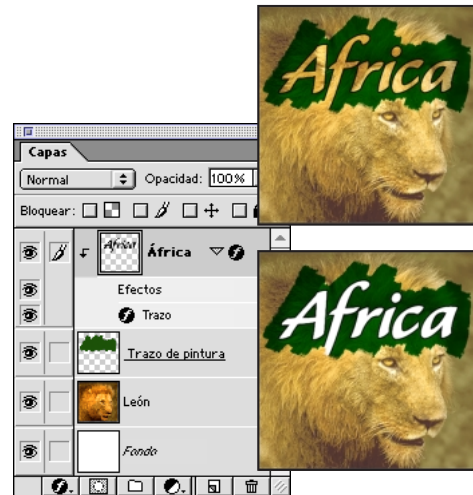 Africa
Capas
Normal
Opacidad: 100%
Bloquear:
África
Efectos
Trazo
Trazo de pintura
León
Fondo
Africa